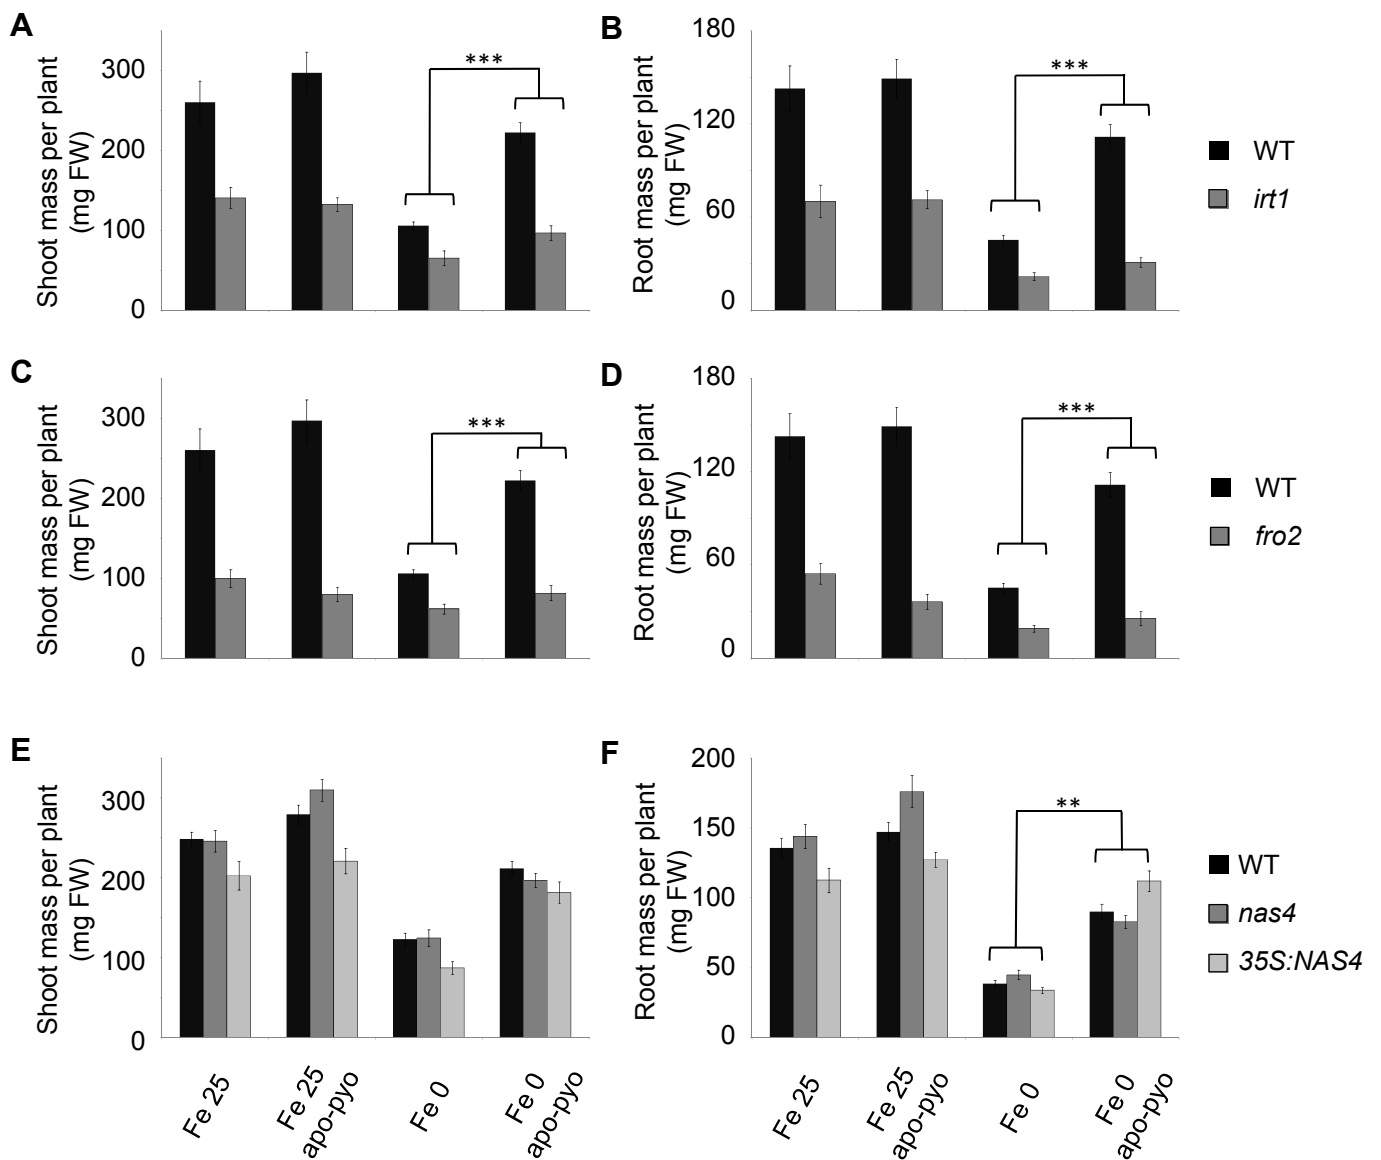 A
Shoot mass per plant
(mg FW)
300
200
100
0
***
B
Root mass per plant
(mg FW)
180
120
60
0
***
WT
irt1
C
Shoot mass per plant
(mg FW)
300
200
100
0
***
D
Root mass per plant
(mg FW)
180
120
60
0
***
WT
fro2
E
Shoot mass per plant
(mg FW)
300
200
100
0
Fe 25
Fe 25
apo-pyo
Fe 0
Fe 0
apo-pyo
F
Root mass per plant
(mg FW)
200
150
100
50
0
**
Fe 25
Fe 25
apo-pyo
Fe 0
Fe 0
apo-pyo
WT
nas4
35S:NAS4